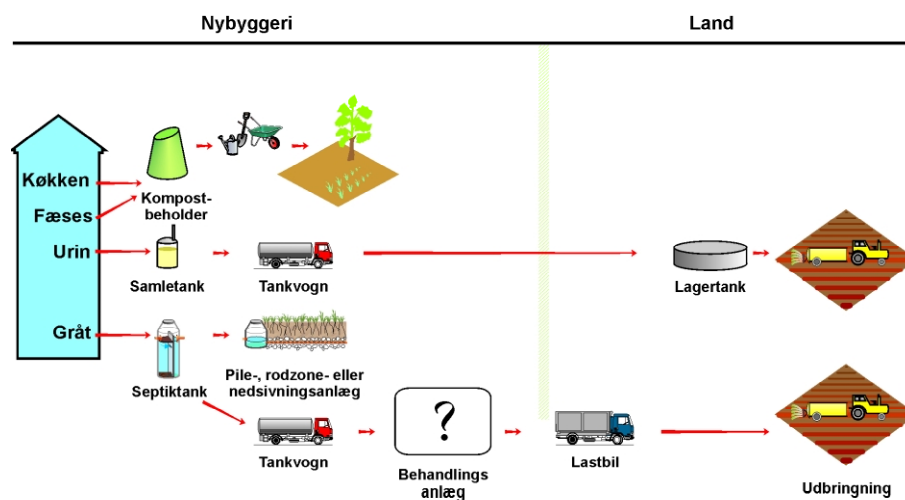 Nybyggeri
Land
Køkken
Fæses
Urin
Gråt
Kompost-
beholder
Samletank
Tankvogn
Lagertank
Septiktank
Pile-, rodzone- eller
nedsivningsanlæg
Tankvogn
?
Behandlings
anlæg
Lastbil
Udbringning